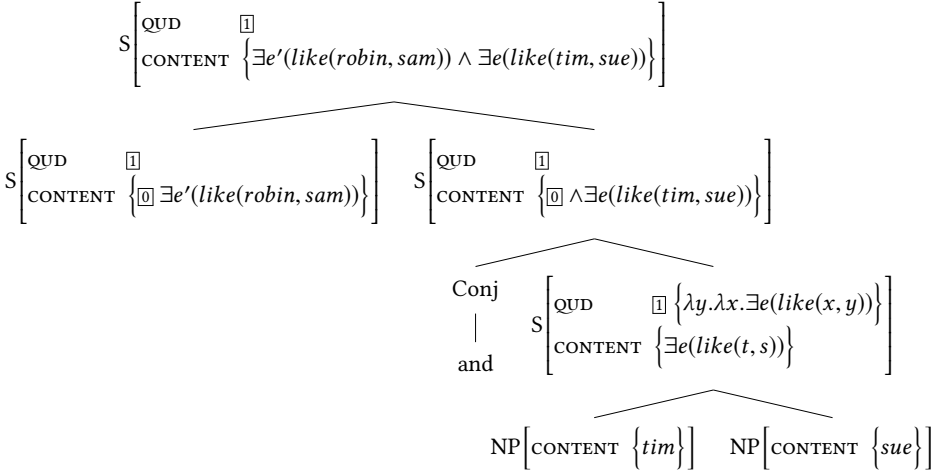 S[QUD 1
CONTENT {∃e′(like(robin, sam)) ∧ ∃e(like(tim, sue))}]
S[QUD 1
CONTENT {0 ∃e′(like(robin, sam))}]
S[QUD 1
CONTENT {0 ∧∃e(like(tim, sue))}]
Conj
and
S[QUD 1 {λy.λx.∃e(like(x, y))}
CONTENT {∃e(like(t, s))}]
NP[CONTENT {tim}] NP[CONTENT {sue}]